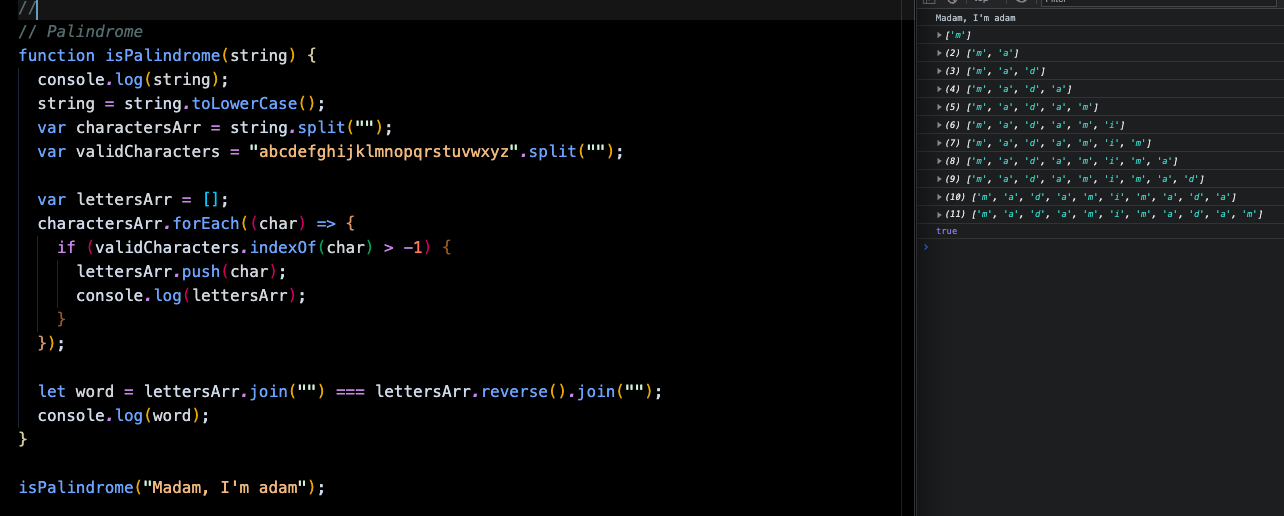 //
// Palindrome
function isPalindrome(string) {
console.log(string);
string = string.toLowerCase();
var charactersArr = string.split("");
var validCharacters = "abcdefghijklmnopqrstuvwxyz".split("");
var lettersArr = [];
charactersArr.forEach((char) => {
if (validCharacters.indexOf(char) > -1) {
lettersArr.push(char);
console.log(lettersArr);
}
});
let word = lettersArr.join("") === lettersArr.reverse().join("");
console.log(word);
}
isPalindrome("Madam, I'm adam");
Madam, I'm adam
['m']
(2) ['m', 'a']
(3) ['m', 'a', 'd']
(4) ['m', 'a', 'd', 'a']
(5) ['m', 'a', 'd', 'a', 'm']
(6) ['m', 'a', 'd', 'a', 'm', 'i']
(7) ['m', 'a', 'd', 'a', 'm', 'i', 'm']
(8) ['m', 'a', 'd', 'a', 'm', 'i', 'm', 'a']
(9) ['m', 'a', 'd', 'a', 'm', 'i', 'm', 'a', 'd']
(10) ['m', 'a', 'd', 'a', 'm', 'i', 'm', 'a', 'd', 'a']
(11) ['m', 'a', 'd', 'a', 'm', 'i', 'm', 'a', 'd', 'a', 'm']
true